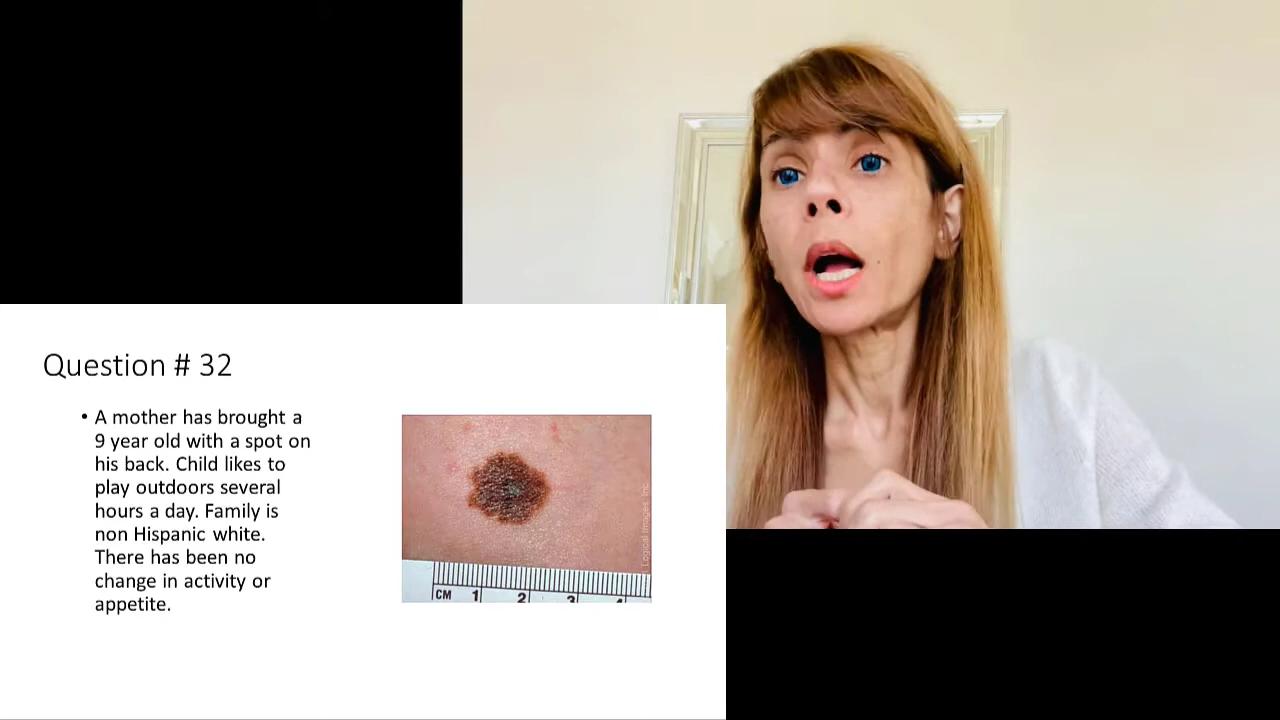 Question # 32
• A mother has brought a
9 year old with a spot on
his back. Child likes to
play outdoors several
hours a day. Family is
non Hispanic white.
There has been no
change in activity or
appetite.
Logical Images, Inc.
CM 1 2 3 4